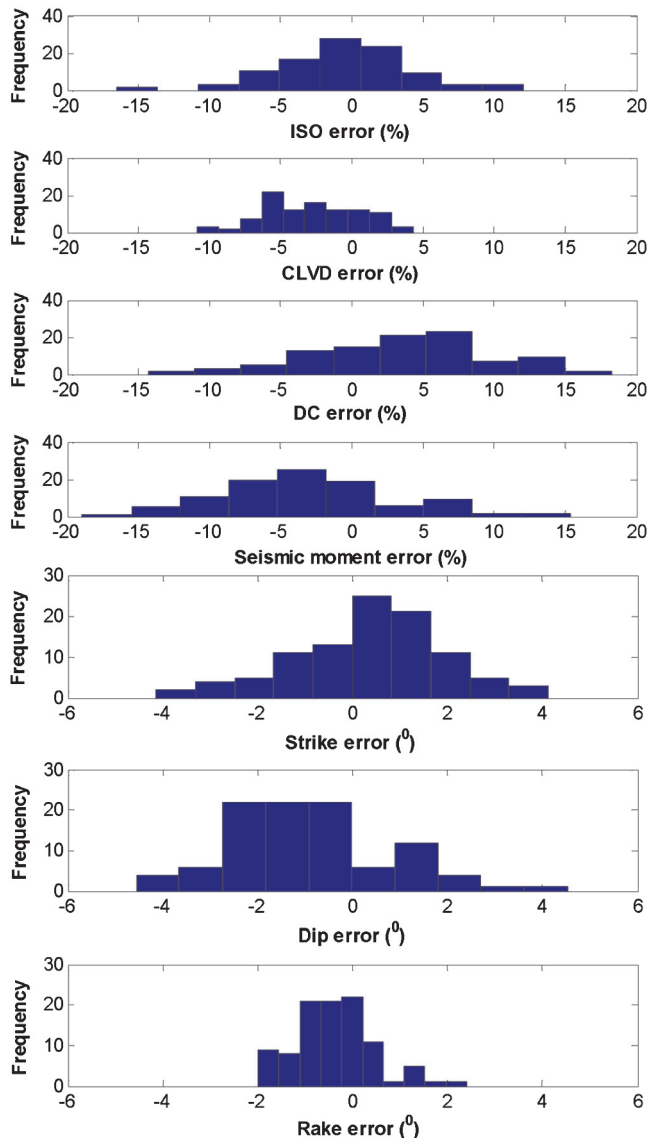 40
20
0
Frequency
-20 -15 -10 -5 0 5 10 15 20
ISO error (%)
40
20
0
Frequency
-20 -15 -10 -5 0 5 10 15 20
CLVD error (%)
40
20
0
Frequency
-20 -15 -10 -5 0 5 10 15 20
DC error (%)
40
20
0
Frequency
-20 -15 -10 -5 0 5 10 15 20
Seismic moment error (%)
30
20
10
0
Frequency
-6 -4 -2 0 2 4 6
Strike error (⁰)
30
20
10
0
Frequency
-6 -4 -2 0 2 4 6
Dip error (⁰)
30
20
10
0
Frequency
-6 -4 -2 0 2 4 6
Rake error (⁰)